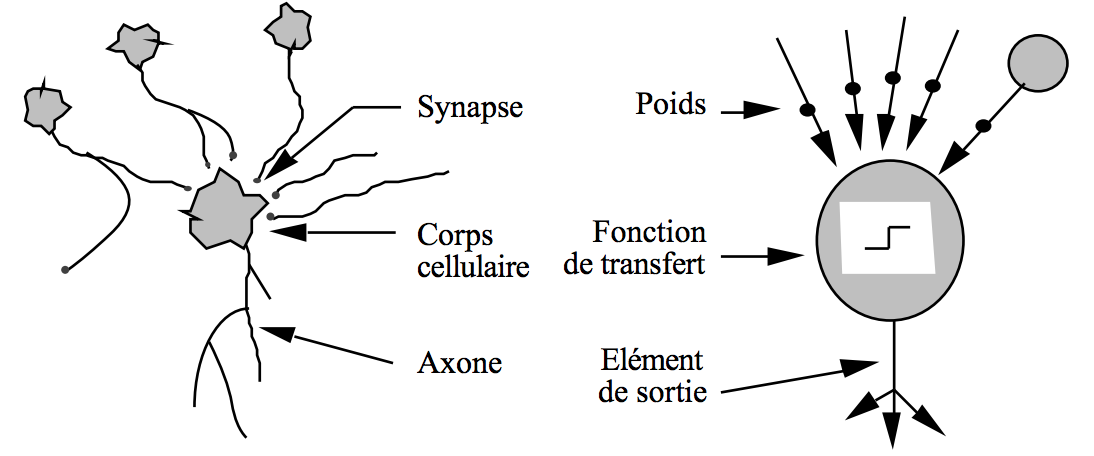 Synapse
Corps
cellulaire
Axone
Poids
Fonction
de transfert
Elément
de sortie